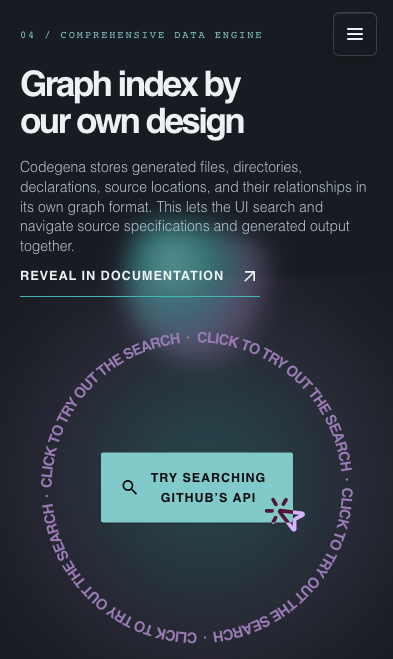 04 / COMPREHENSIVE DATA ENGINE
Graph index by
our own design
Codegena stores generated files, directories,
declarations, source locations, and their relationships in
its own graph format. This lets the UI search and
navigate source specifications and generated output
together.
REVEAL IN DOCUMENTATION
CLICK TO TRY OUT THE SEARCH · CLICK TO TRY OUT THE SEARCH · CLICK TO TRY OUT THE SEARCH · CLICK TO TRY OUT THE SEARCH ·
TRY SEARCHING
GITHUB'S API